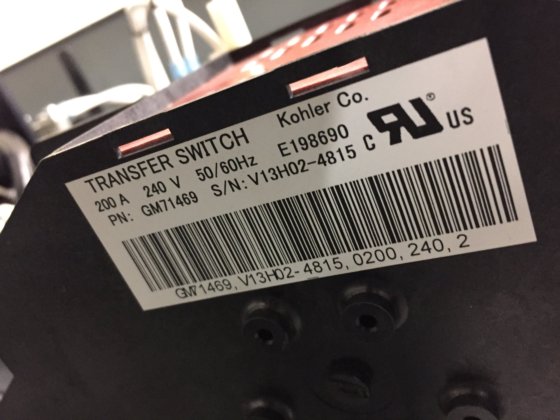 TRANSFER SWITCH Kohler Co.
200 A 240 V 50/60Hz E198690
PN: GM71469 S/N: V13H02-4815 C RU® US
GM71469, V13H02-4815, 0200, 240, 2